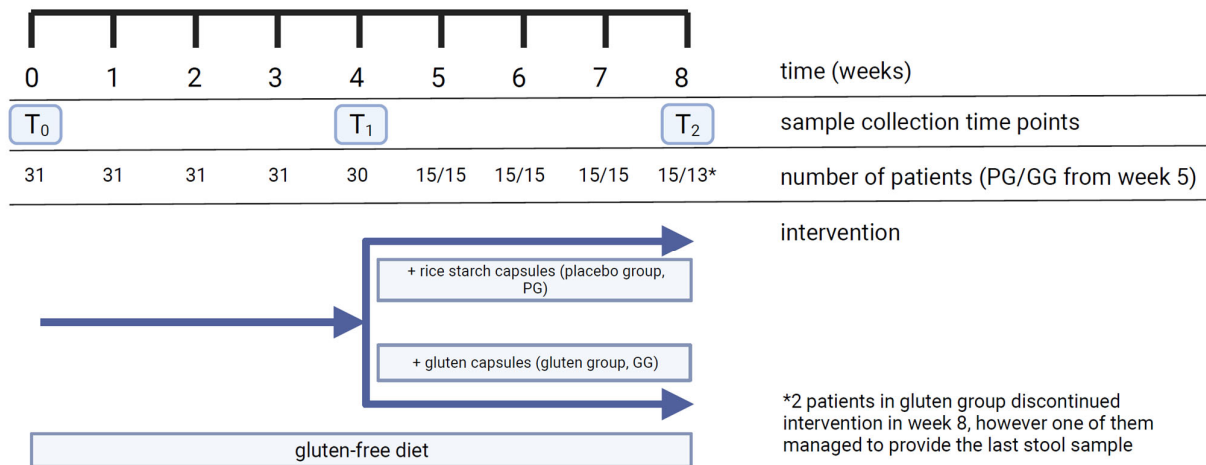 0 1 2 3 4 5 6 7 8 time (weeks)
T₀ T₁ T₂ sample collection time points
31 31 31 31 30 15/15 15/15 15/15 15/13* number of patients (PG/GG from week 5)
intervention
+ rice starch capsules (placebo group,
PG)
+ gluten capsules (gluten group, GG)
*2 patients in gluten group discontinued
intervention in week 8, however one of them
managed to provide the last stool sample
gluten-free diet